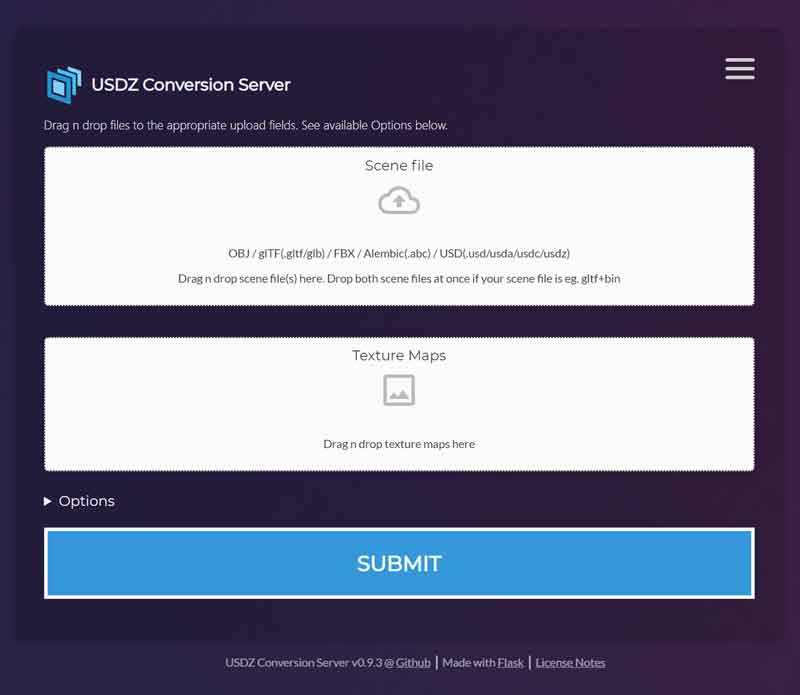 USDZ Conversion Server
Drag n drop files to the appropriate upload fields. See available Options below.
Scene file
OBJ / glTF(.gltf/glb) / FBX / Alembic(.abc) / USD(.usd/usda/usdc/usdz)
Drag n drop scene file(s) here. Drop both scene files at once if your scene file is eg. gltf+bin
Texture Maps
Drag n drop texture maps here
Options
SUBMIT
USDZ Conversion Server v0.9.3 @ Github | Made with Flask | License Notes